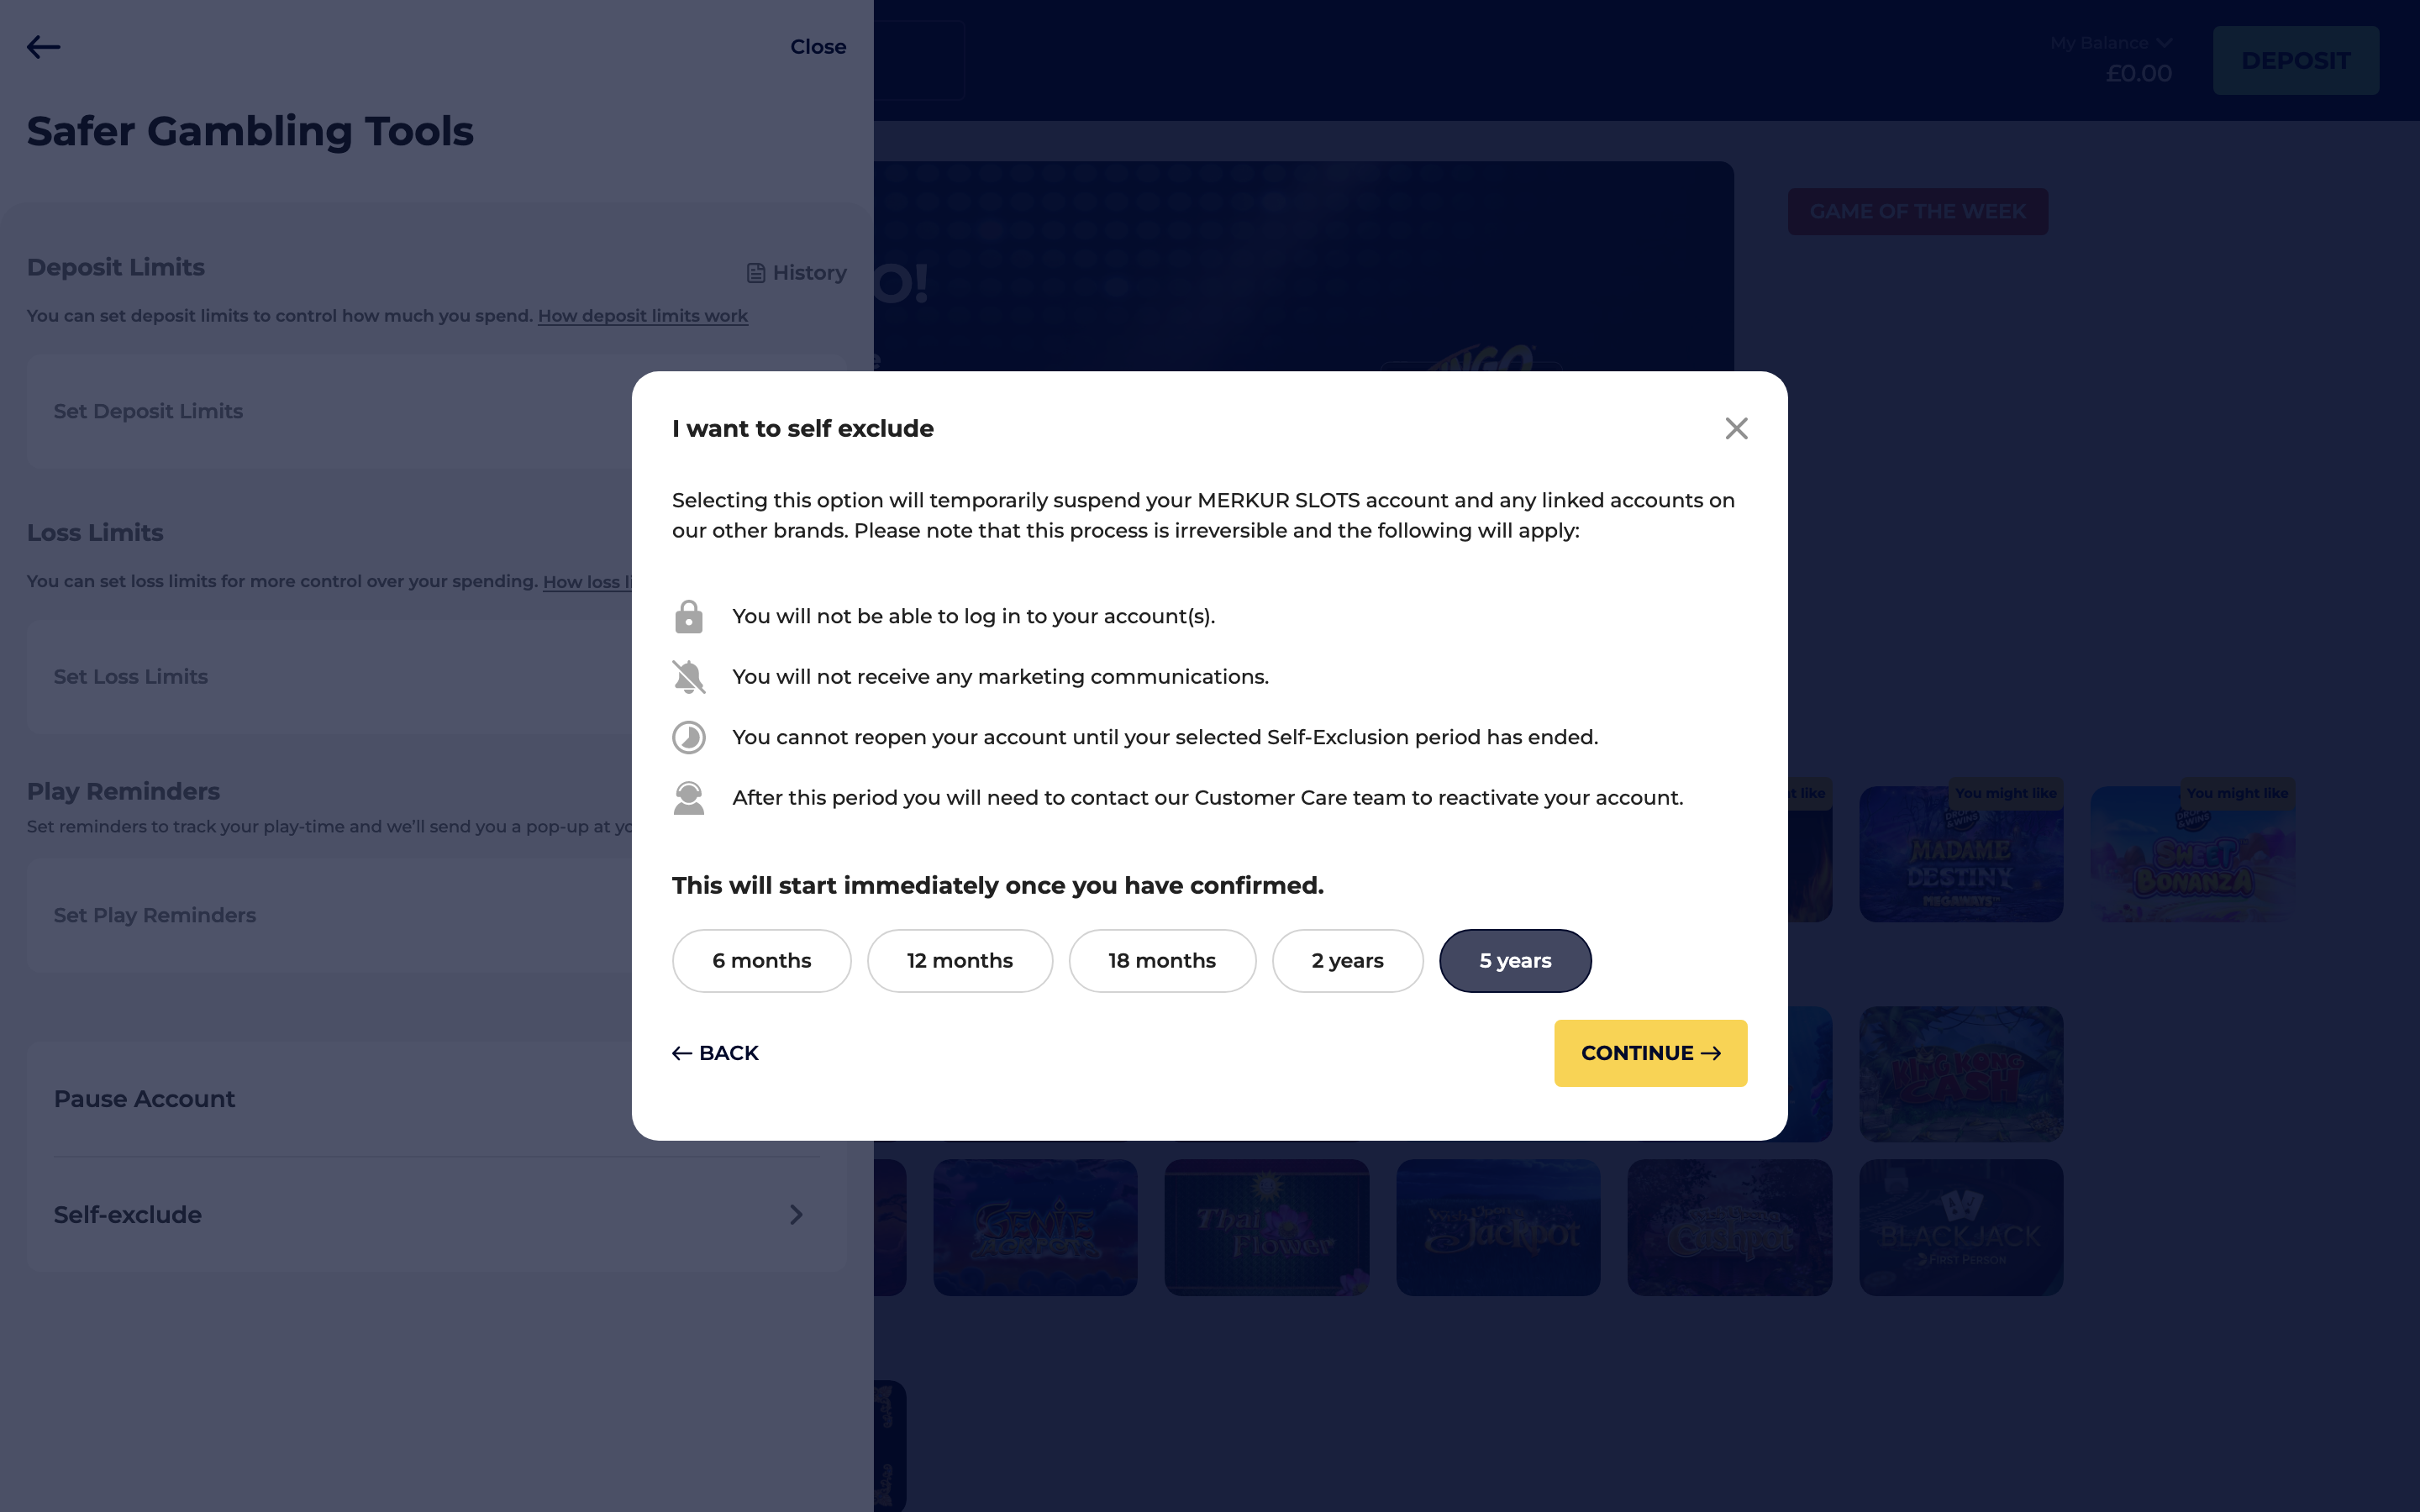 Close
My Balance
£0.00
DEPOSIT
Safer Gambling Tools
GAME OF THE WEEK
Deposit Limits
History
O!
You can set deposit limits to control how much you spend. How deposit limits work
Set Deposit Limits
I want to self exclude
Selecting this option will temporarily suspend your MERKUR SLOTS account and any linked accounts on
our other brands. Please note that this process is irreversible and the following will apply:
Loss Limits
You can set loss limits for more control over your spending. How loss
Set Loss Limits
You will not be able to log in to your account(s).
You will not receive any marketing communications.
You cannot reopen your account until your selected Self-Exclusion period has ended.
After this period you will need to contact our Customer Care team to reactivate your account.
Play Reminders
Set reminders to track your play-time and we'll send you a pop-up at
Set Play Reminders
like
You might like
You might like
MADAME
DESTINY
MEGAWAYS
SWEET
BONANZA
This will start immediately once you have confirmed.
6 months
12 months
18 months
2 years
5 years
BACK
CONTINUE
Pause Account
Self-exclude
KING KONG
CASH
GENIE
JACKPOTS
Thai
Flower
Wish Upon a
Jackpot
BLACKJACK
FIRST PERSON